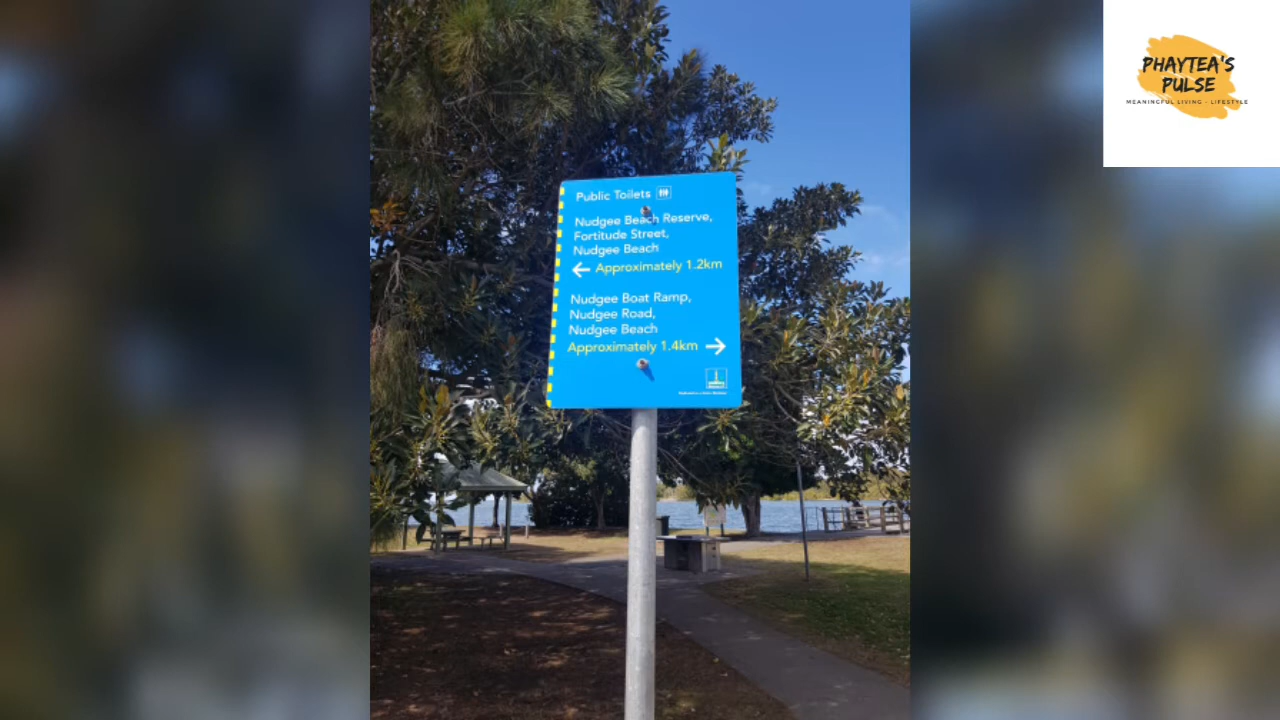 PHAYTEA'S
PULSE
MEANINGFUL LIVING - LIFESTYLE
Public Toilets
Nudgee Beach Reserve,
Fortitude Street,
Nudgee Beach
← Approximately 1.2km
Nudgee Boat Ramp,
Nudgee Road,
Nudgee Beach
Approximately 1.4km →